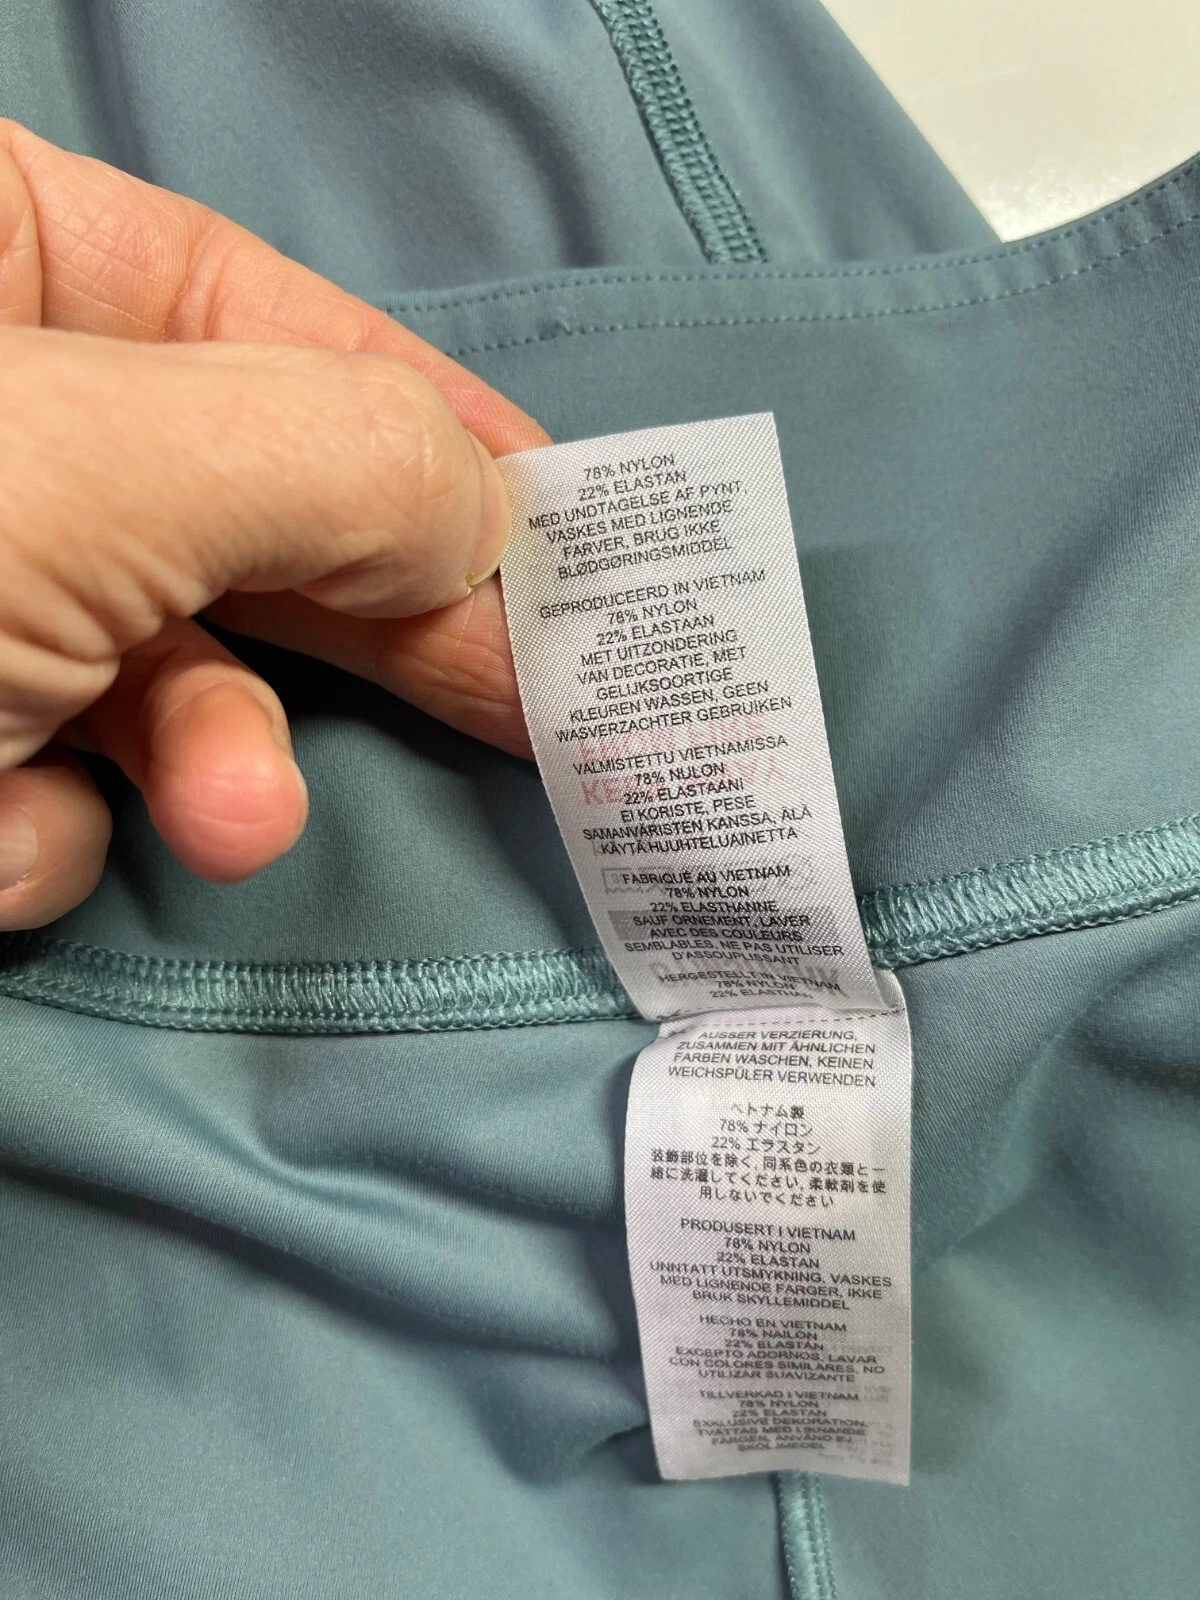 78% NYLON
22% ELASTAN
MED UNDTAGELSE AF PYNT,
VASKES MED LIGNENDE
FARVER, BRUG IKKE
BLØDGØRINGSMIDDEL
GEPRODUCEERD IN VIETNAM
78% NYLON
22% ELASTAAN
MET UITZONDERING
VAN DECORATIE, MET
GELIJKSOORTIGE
KLEUREN WASSEN, GEEN
WASVERZACHTER GEBRUIKEN
VALMISTETTU VIETNAMISSA
78% NULON
22% ELASTAANI
EI KORISTE, PESE
SAMANVÄRISTEN KANSSA, ÄLÄ
KÄYTÄ HUUHTELUAINETTA
FABRIQUÉ AU VIETNAM
78% NYLON
22% ELASTHANNE
SAUF ORNEMENT, LAVER
AVEC DES COULEURS
SEMBLABLES, NE PAS UTILISER
D'ASSOUPLISSANT
HERGESTELLT IN VIETNAM
78% NYLON
22% ELASTHAN
AUSSER VERZIERUNG,
ZUSAMMEN MIT ÄHNLICHEN
FARBEN WASCHEN, KEINEN
WEICHSPÜLER VERWENDEN
ベトナム製
78% ナイロン
22% エラスタン
装飾部位を除く, 同系色の衣類と一
緒に洗濯してください, 柔軟剤を使
用しないでください
PRODUSERT I VIETNAM
78% NYLON
22% ELASTAN
UNNTATT UTSMYKNING, VASKES
MED LIGNENDE FARGER, IKKE
BRUK SKYLLEMIDDEL
HECHO EN VIETNAM
78% NAILON
22% ELASTÁN
EXCEPTO ADORNOS, LAVAR
CON COLORES SIMILARES, NO
UTILIZAR SUAVIZANTE
TILLVERKAD I VIETNAM
78% NYLON
22% ELASTAN
EXKLUSIVE DEKORATION,
TVÄTTAS MED LIKNANDE
FÄRGER, ANVÄND EJ
SKÖLJMEDEL